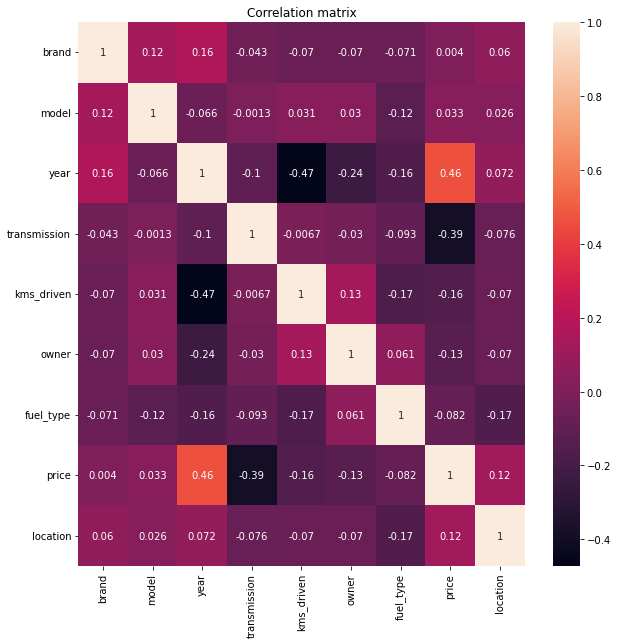 Correlation matrix
brand 1 0.12 0.16 -0.043 -0.07 -0.07 -0.071 0.004 0.06
model 0.12 1 -0.066 -0.0013 0.031 0.03 -0.12 0.033 0.026
year 0.16 -0.066 1 -0.1 -0.47 -0.24 -0.16 0.46 0.072
transmission -0.043 -0.0013 -0.1 1 -0.0067 -0.03 -0.093 -0.39 -0.076
kms_driven -0.07 0.031 -0.47 -0.0067 1 0.13 -0.17 -0.16 -0.07
owner -0.07 0.03 -0.24 -0.03 0.13 1 0.061 -0.13 -0.07
fuel_type -0.071 -0.12 -0.16 -0.093 -0.17 0.061 1 -0.082 -0.17
price 0.004 0.033 0.46 -0.39 -0.16 -0.13 -0.082 1 0.12
location 0.06 0.026 0.072 -0.076 -0.07 -0.07 -0.17 0.12 1
brand model year transmission kms_driven owner fuel_type price location
1.0
0.8
0.6
0.4
0.2
0.0
−0.2
−0.4